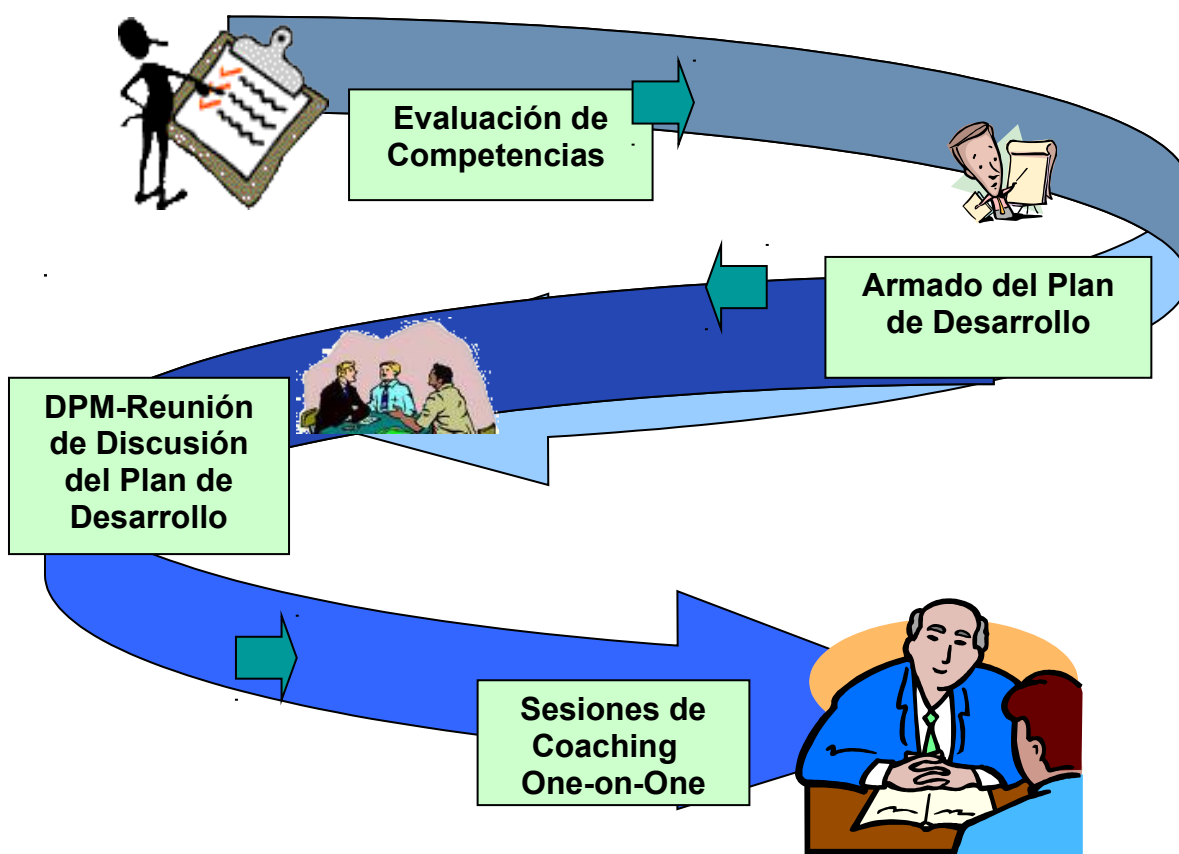 Evaluación de
Competencias
Armado del Plan
de Desarrollo
DPM-Reunión
de Discusión
del Plan de
Desarrollo
Sesiones de
Coaching
One-on-One